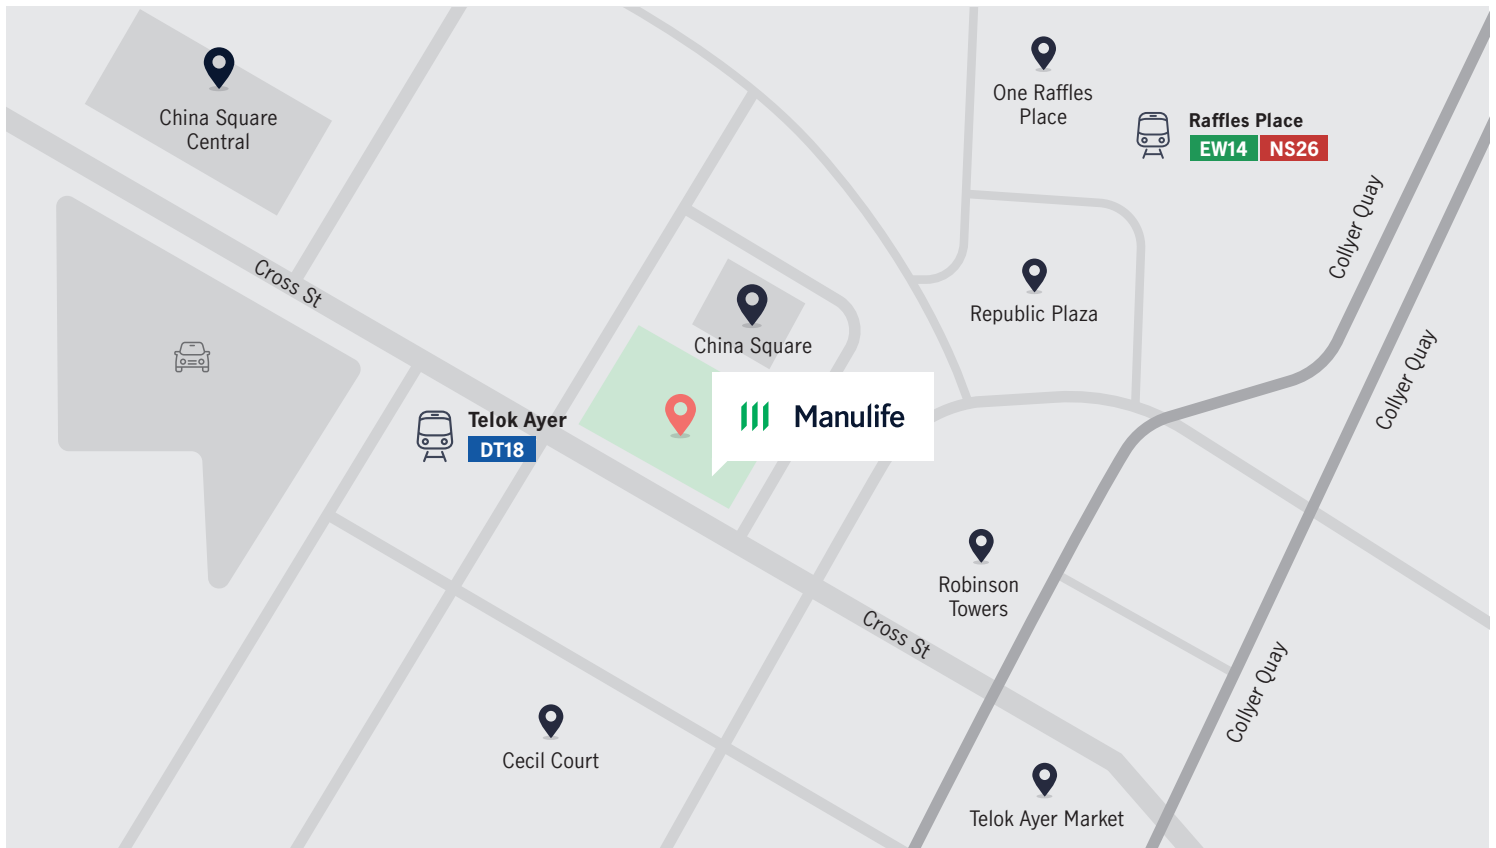 China Square
Central
One Raffles
Place
Raffles Place
EW14 NS26
Collyer Quay
Cross St
Republic Plaza
China Square
Collyer Quay
Telok Ayer
DT18
Manulife
Robinson
Towers
Cross St
Collyer Quay
Cecil Court
Telok Ayer Market